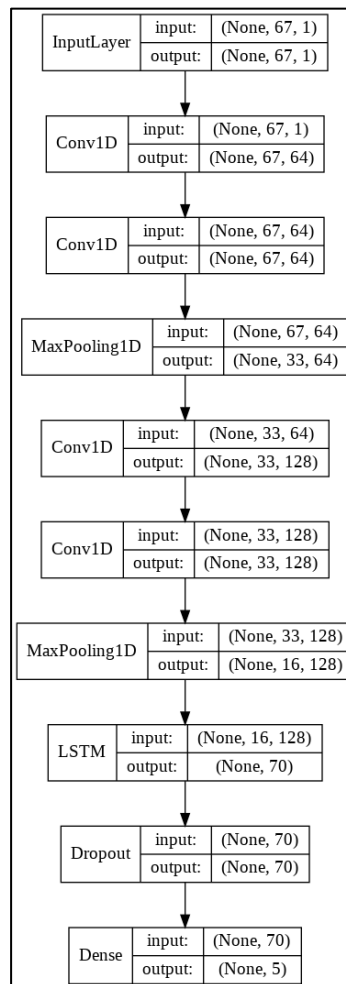 InputLayer
input: (None, 67, 1)
output: (None, 67, 1)
Conv1D
input: (None, 67, 1)
output: (None, 67, 64)
Conv1D
input: (None, 67, 64)
output: (None, 67, 64)
MaxPooling1D
input: (None, 67, 64)
output: (None, 33, 64)
Conv1D
input: (None, 33, 64)
output: (None, 33, 128)
Conv1D
input: (None, 33, 128)
output: (None, 33, 128)
MaxPooling1D
input: (None, 33, 128)
output: (None, 16, 128)
LSTM
input: (None, 16, 128)
output: (None, 70)
Dropout
input: (None, 70)
output: (None, 70)
Dense
input: (None, 70)
output: (None, 5)